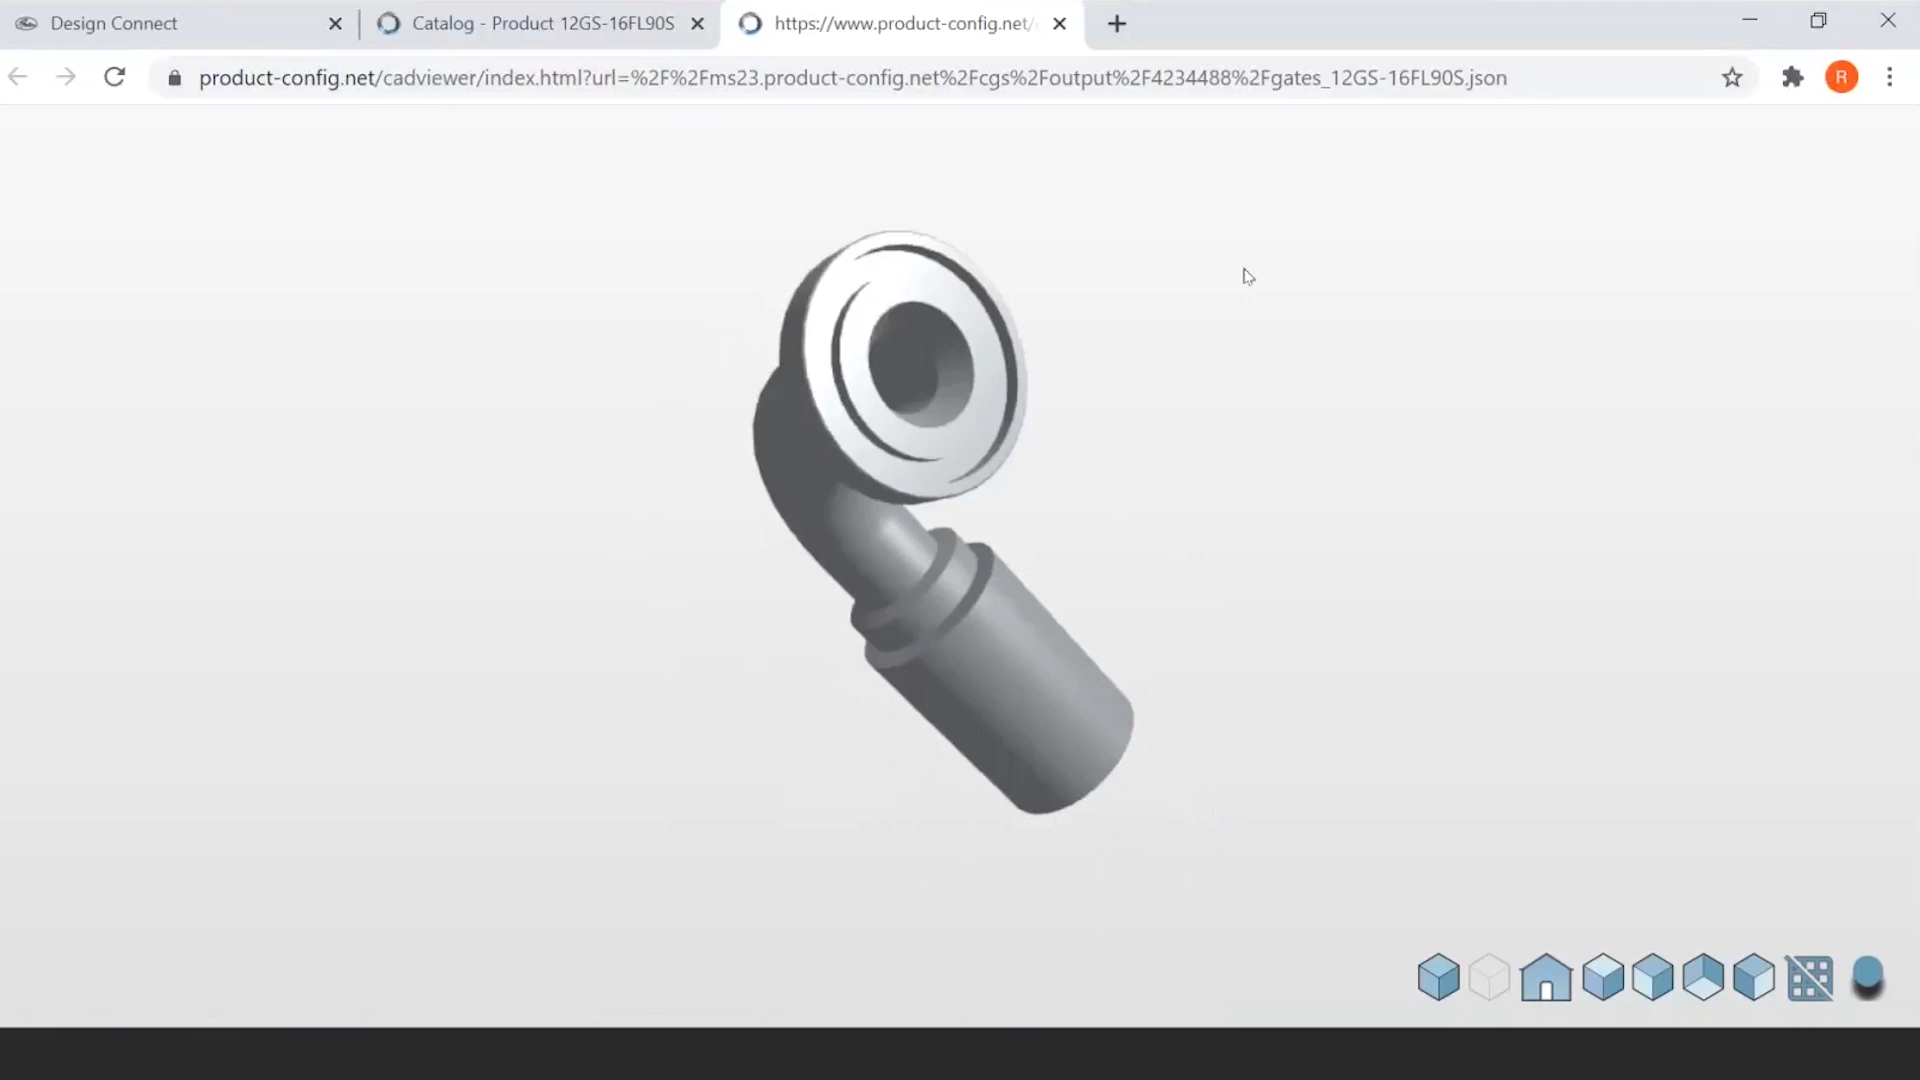 Design Connect
Catalog - Product 12GS-16FL90S
https://www.product-config.net/
product-config.net/cadviewer/index.html?url=%2F%2Fms23.product-config.net%2Fcgs%2Foutput%2F4234488%2Fgates_12GS-16FL90S.json
R